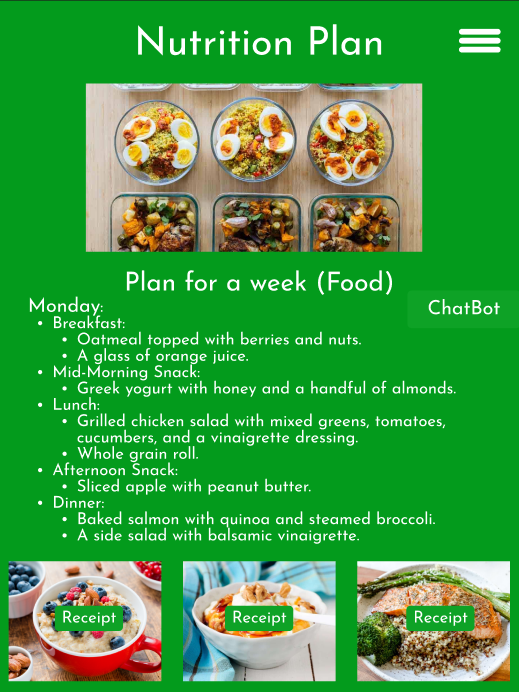 Nutrition Plan
Plan for a week (Food)
ChatBot
Monday:
• Breakfast:
• Oatmeal topped with berries and nuts.
• A glass of orange juice.
• Mid-Morning Snack:
• Greek yogurt with honey and a handful of almonds.
• Lunch:
• Grilled chicken salad with mixed greens, tomatoes,
cucumbers, and a vinaigrette dressing.
• Whole grain roll.
• Afternoon Snack:
• Sliced apple with peanut butter.
• Dinner:
• Baked salmon with quinoa and steamed broccoli.
• A side salad with balsamic vinaigrette.
Receipt
Receipt
Receipt